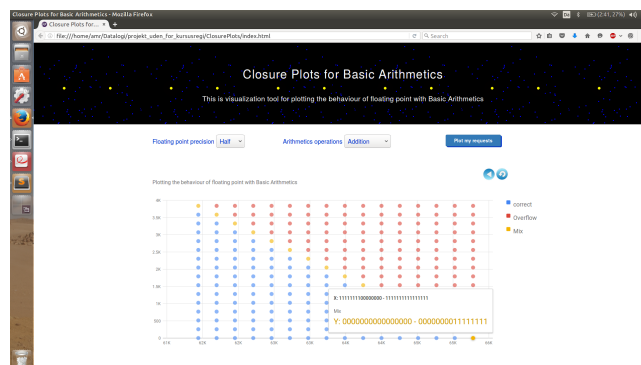 Closure Plots for Basic Arithmetics - Mozilla Firefox
De
(2:41, 27%)
Closure Plots for B...
file:///home/amr/Datalogi/projekt_uden_for_kursusregi/ClosurePlots/index.html
Search
Closure Plots for Basic Arithmetics
This is visualization tool for plotting the behaviour of floating point with Basic Arithmetics
Floating point precision Half Arithmetics operations Addition Plot my requests
Plotting the behaviour of floating point with Basic Arithmetics
4K
3.5K
3K
2.5K
2K
1.5K
1K
500
0
correct
Overflow
Mix
X: 1111111100000000 - 1111111111111111
Mix
Y: 0000000000000000 - 0000000011111111